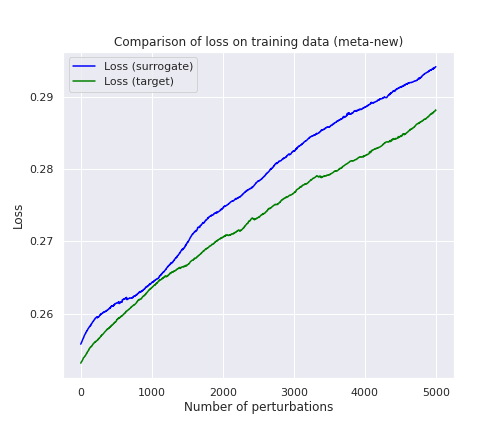 Comparison of loss on training data (meta-new)
Loss (surrogate)
Loss (target)
0.29
0.28
0.27
0.26
Loss
0 1000 2000 3000 4000 5000
Number of perturbations